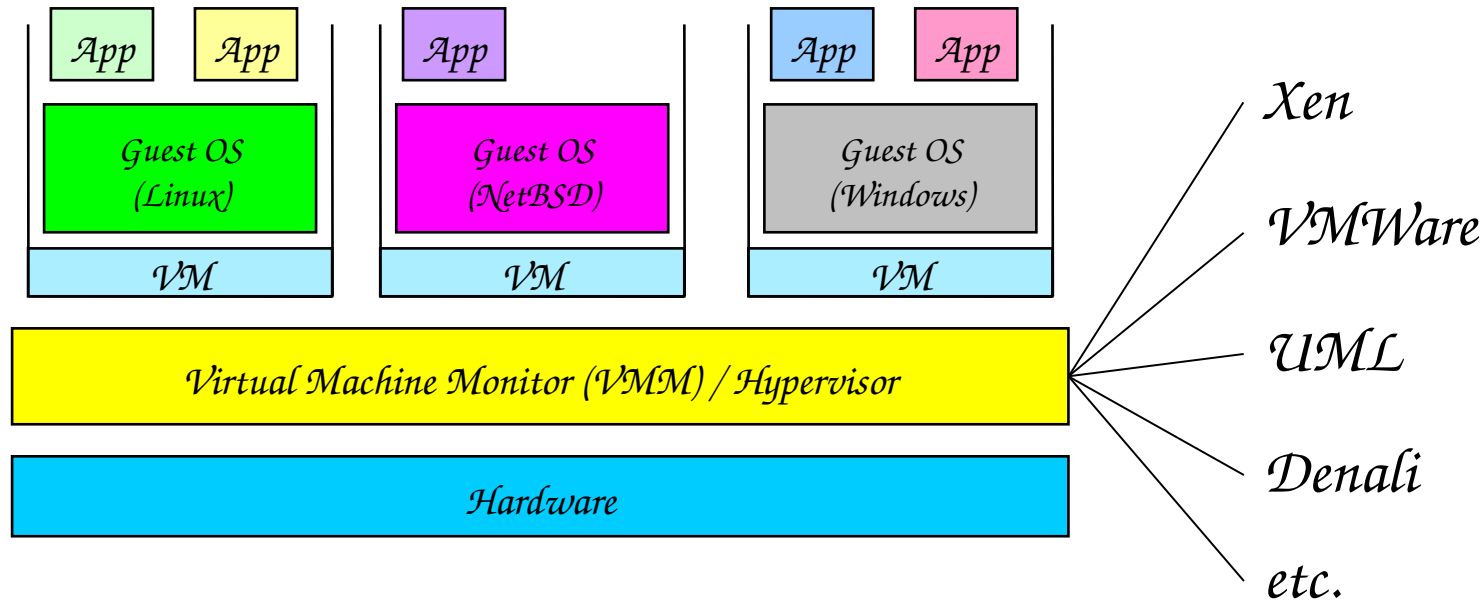 App App App App App
Guest OS
(Linux)
Guest OS
(NetBSD)
Guest OS
(Windows)
VM VM VM
Virtual Machine Monitor (VMM) / Hypervisor
Hardware
Xen
VMWare
UML
Denali
etc.